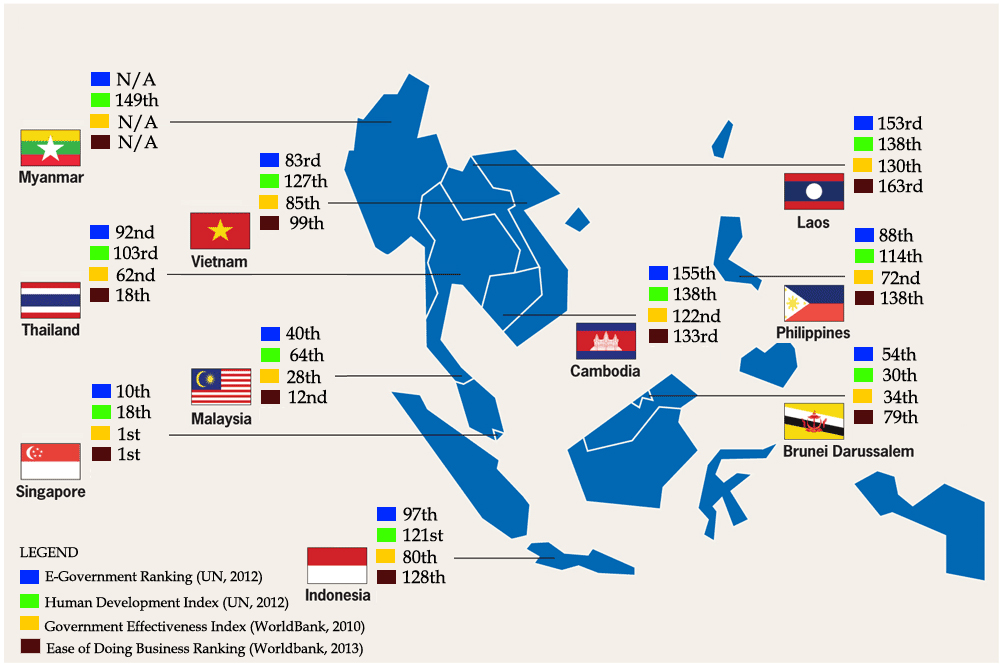 N/A
149th
N/A
N/A
Myanmar
83rd
127th
85th
99th
Vietnam
92nd
103rd
62nd
18th
Thailand
40th
64th
28th
12nd
Malaysia
10th
18th
1st
1st
Singapore
97th
121st
80th
128th
Indonesia
153rd
138th
130th
163rd
Laos
88th
114th
72nd
138th
Philippines
155th
138th
122nd
133rd
Cambodia
54th
30th
34th
79th
Brunei Darussalem
LEGEND
E-Government Ranking (UN, 2012)
Human Development Index (UN, 2012)
Government Effectiveness Index (WorldBank, 2010)
Ease of Doing Business Ranking (Worldbank, 2013)